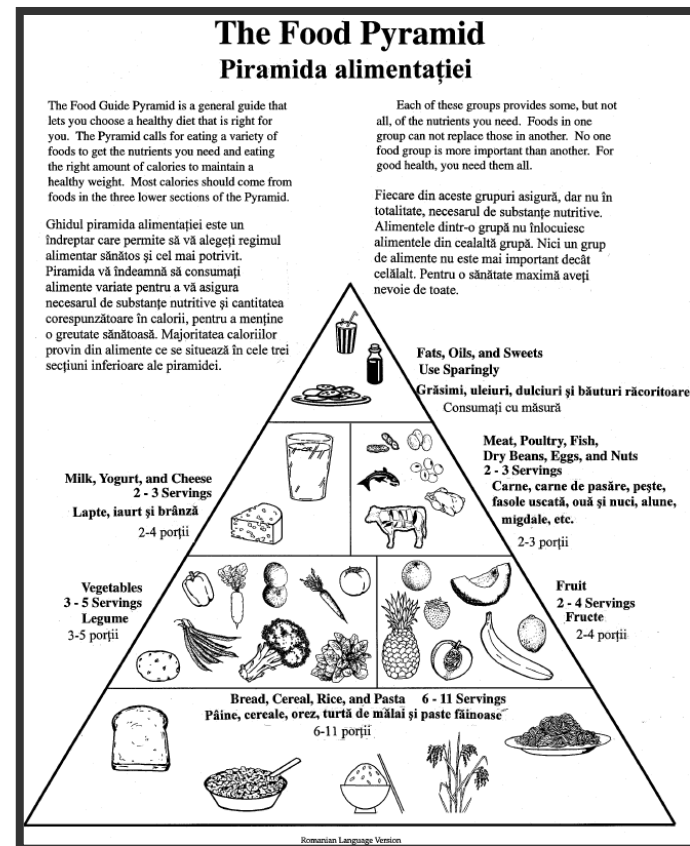 The Food Pyramid
Piramida alimentației
The Food Guide Pyramid is a general guide that
lets you choose a healthy diet that is right for
you. The Pyramid calls for eating a variety of
foods to get the nutrients you need and eating
the right amount of calories to maintain a
healthy weight. Most calories should come from
foods in the three lower sections of the Pyramid.
Ghidul piramida alimentației este un
îndreptar care permite să vă alegeți regimul
alimentar sănătos și cel mai potrivit.
Piramida vă îndeamnă să consumați
alimente variate pentru a vă asigura
necesarul de substanțe nutritive și cantitatea
corespunzătoare în calorii, pentru a menține
o greutate sănătoasă. Majoritatea caloriilor
provin din alimente ce se situează în cele trei
secțiuni inferioare ale piramidei.
Each of these groups provides some, but not
all, of the nutrients you need. Foods in one
group can not replace those in another. No one
food group is more important than another. For
good health, you need them all.
Fiecare din aceste grupuri asigură, dar nu în
totalitate, necesarul de substanțe nutritive.
Alimentele dintr-o grupă nu înlocuiesc
alimentele din cealaltă grupă. Nici un grup
de alimente nu este mai important decât
celălalt. Pentru o sănătate maximă aveți
nevoie de toate.
Fats, Oils, and Sweets
Use Sparingly
Grăsimi, uleiuri, dulciuri și băuturi răcoritoare
Consumați cu măsură
Milk, Yogurt, and Cheese
2 - 3 Servings
Lapte, iaurt și brânză
2-4 porții
Meat, Poultry, Fish,
Dry Beans, Eggs, and Nuts
2 - 3 Servings
Carne, carne de pasăre, pește,
fasole uscată, ouă și nuci, alune,
migdale, etc.
2-3 porții
Vegetables
3 - 5 Servings
Legume
3-5 porții
Fruit
2 - 4 Servings
Fructe
2-4 porții
Bread, Cereal, Rice, and Pasta 6 - 11 Servings
Pâine, cereale, orez, turtă de mălai și paste făinoase
6-11 porții
Romanian Language Version